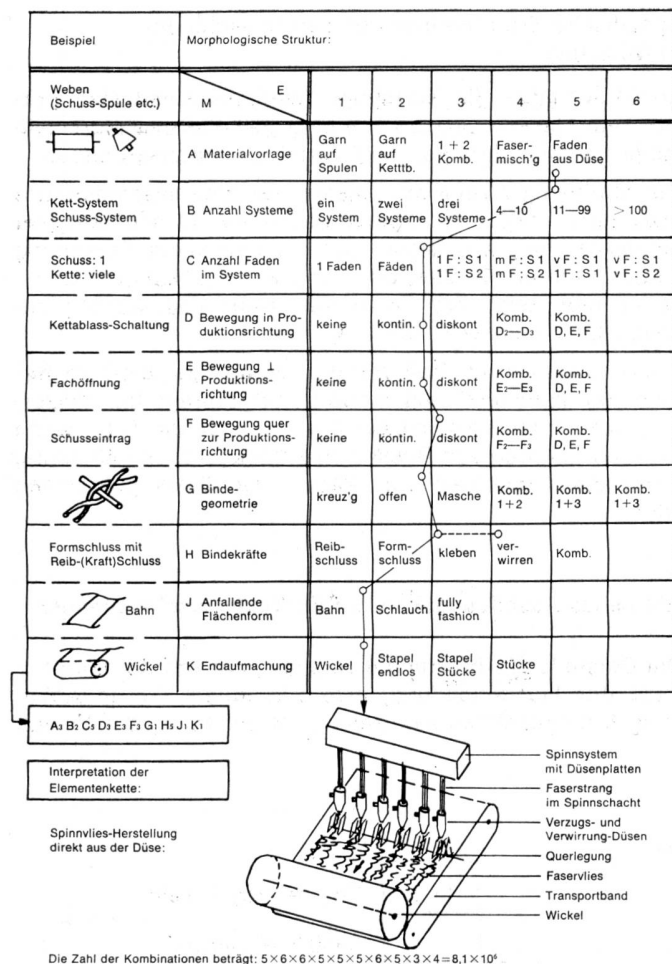 Beispiel
Morphologische Struktur:
Weben
(Schuss-Spule etc.)
M
E
1
2
3
4
5
6
A Materialvorlage
Garn
auf
Spulen
Garn
auf
Ketttb.
1 + 2
Komb.
Faser-
misch'g
Faden
aus Düse
Kett-System
Schuss-System
B Anzahl Systeme
ein
System
zwei
Systeme
drei
Systeme
4—10
11—99
> 100
Schuss: 1
Kette: viele
C Anzahl Faden
im System
1 Faden
Fäden
1 F : S 1
1 F : S 2
m F : S 1
m F : S 2
v F : S 1
1 F : S 1
v F : S 1
v F : S 2
Kettablass-Schaltung
D Bewegung in Pro-
duktionsrichtung
keine
kontin.
diskont
Komb.
D₂—D₃
Komb.
D, E, F
Fachöffnung
E Bewegung ⊥
Produktions-
richtung
keine
kontin.
diskont
Komb.
E₂—E₃
Komb.
D, E, F
Schusseintrag
F Bewegung quer
zur Produktions-
richtung
keine
kontin.
diskont
Komb.
F₂—F₃
Komb.
D, E, F
G Binde-
geometrie
kreuz'g
offen
Masche
Komb.
1+2
Komb.
1+3
Komb.
1+3
Formschluss mit
Reib-(Kraft)Schluss
H Bindekräfte
Reib-
schluss
Form-
schluss
kleben
ver-
wirren
Komb.
Bahn
J Anfallende
Flächenform
Bahn
Schlauch
fully
fashion
Wickel
K Endaufmachung
Wickel
Stapel
endlos
Stapel
Stücke
Stücke
A₃ B₂ C₅ D₃ E₃ F₃ G₁ H₅ J₁ K₁
Interpretation der
Elementenkette:
Spinnvlies-Herstellung
direkt aus der Düse:
Spinnsystem
mit Düsenplatten
Faserstrang
im Spinnschacht
Verzugs- und
Verwirrung-Düsen
Querlegung
Faservlies
Transportband
Wickel
Die Zahl der Kombinationen beträgt: 5×6×6×5×5×5×6×5×3×4=8,1×10⁶